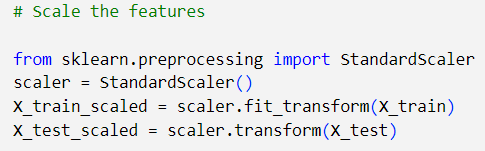 # Scale the features
from sklearn.preprocessing import StandardScaler
scaler = StandardScaler()
X_train_scaled = scaler.fit_transform(X_train)
X_test_scaled = scaler.transform(X_test)